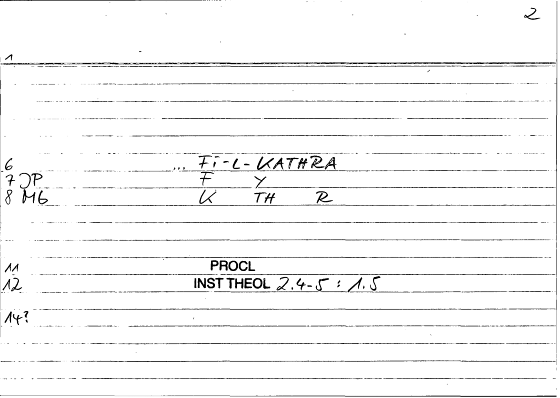 2
1
6 ... Fi-L-KATHRA
7 JP F Y
8 M6 K TH R
11 PROCL
12 INST THEOL 2.4-5 : 1.5
14?